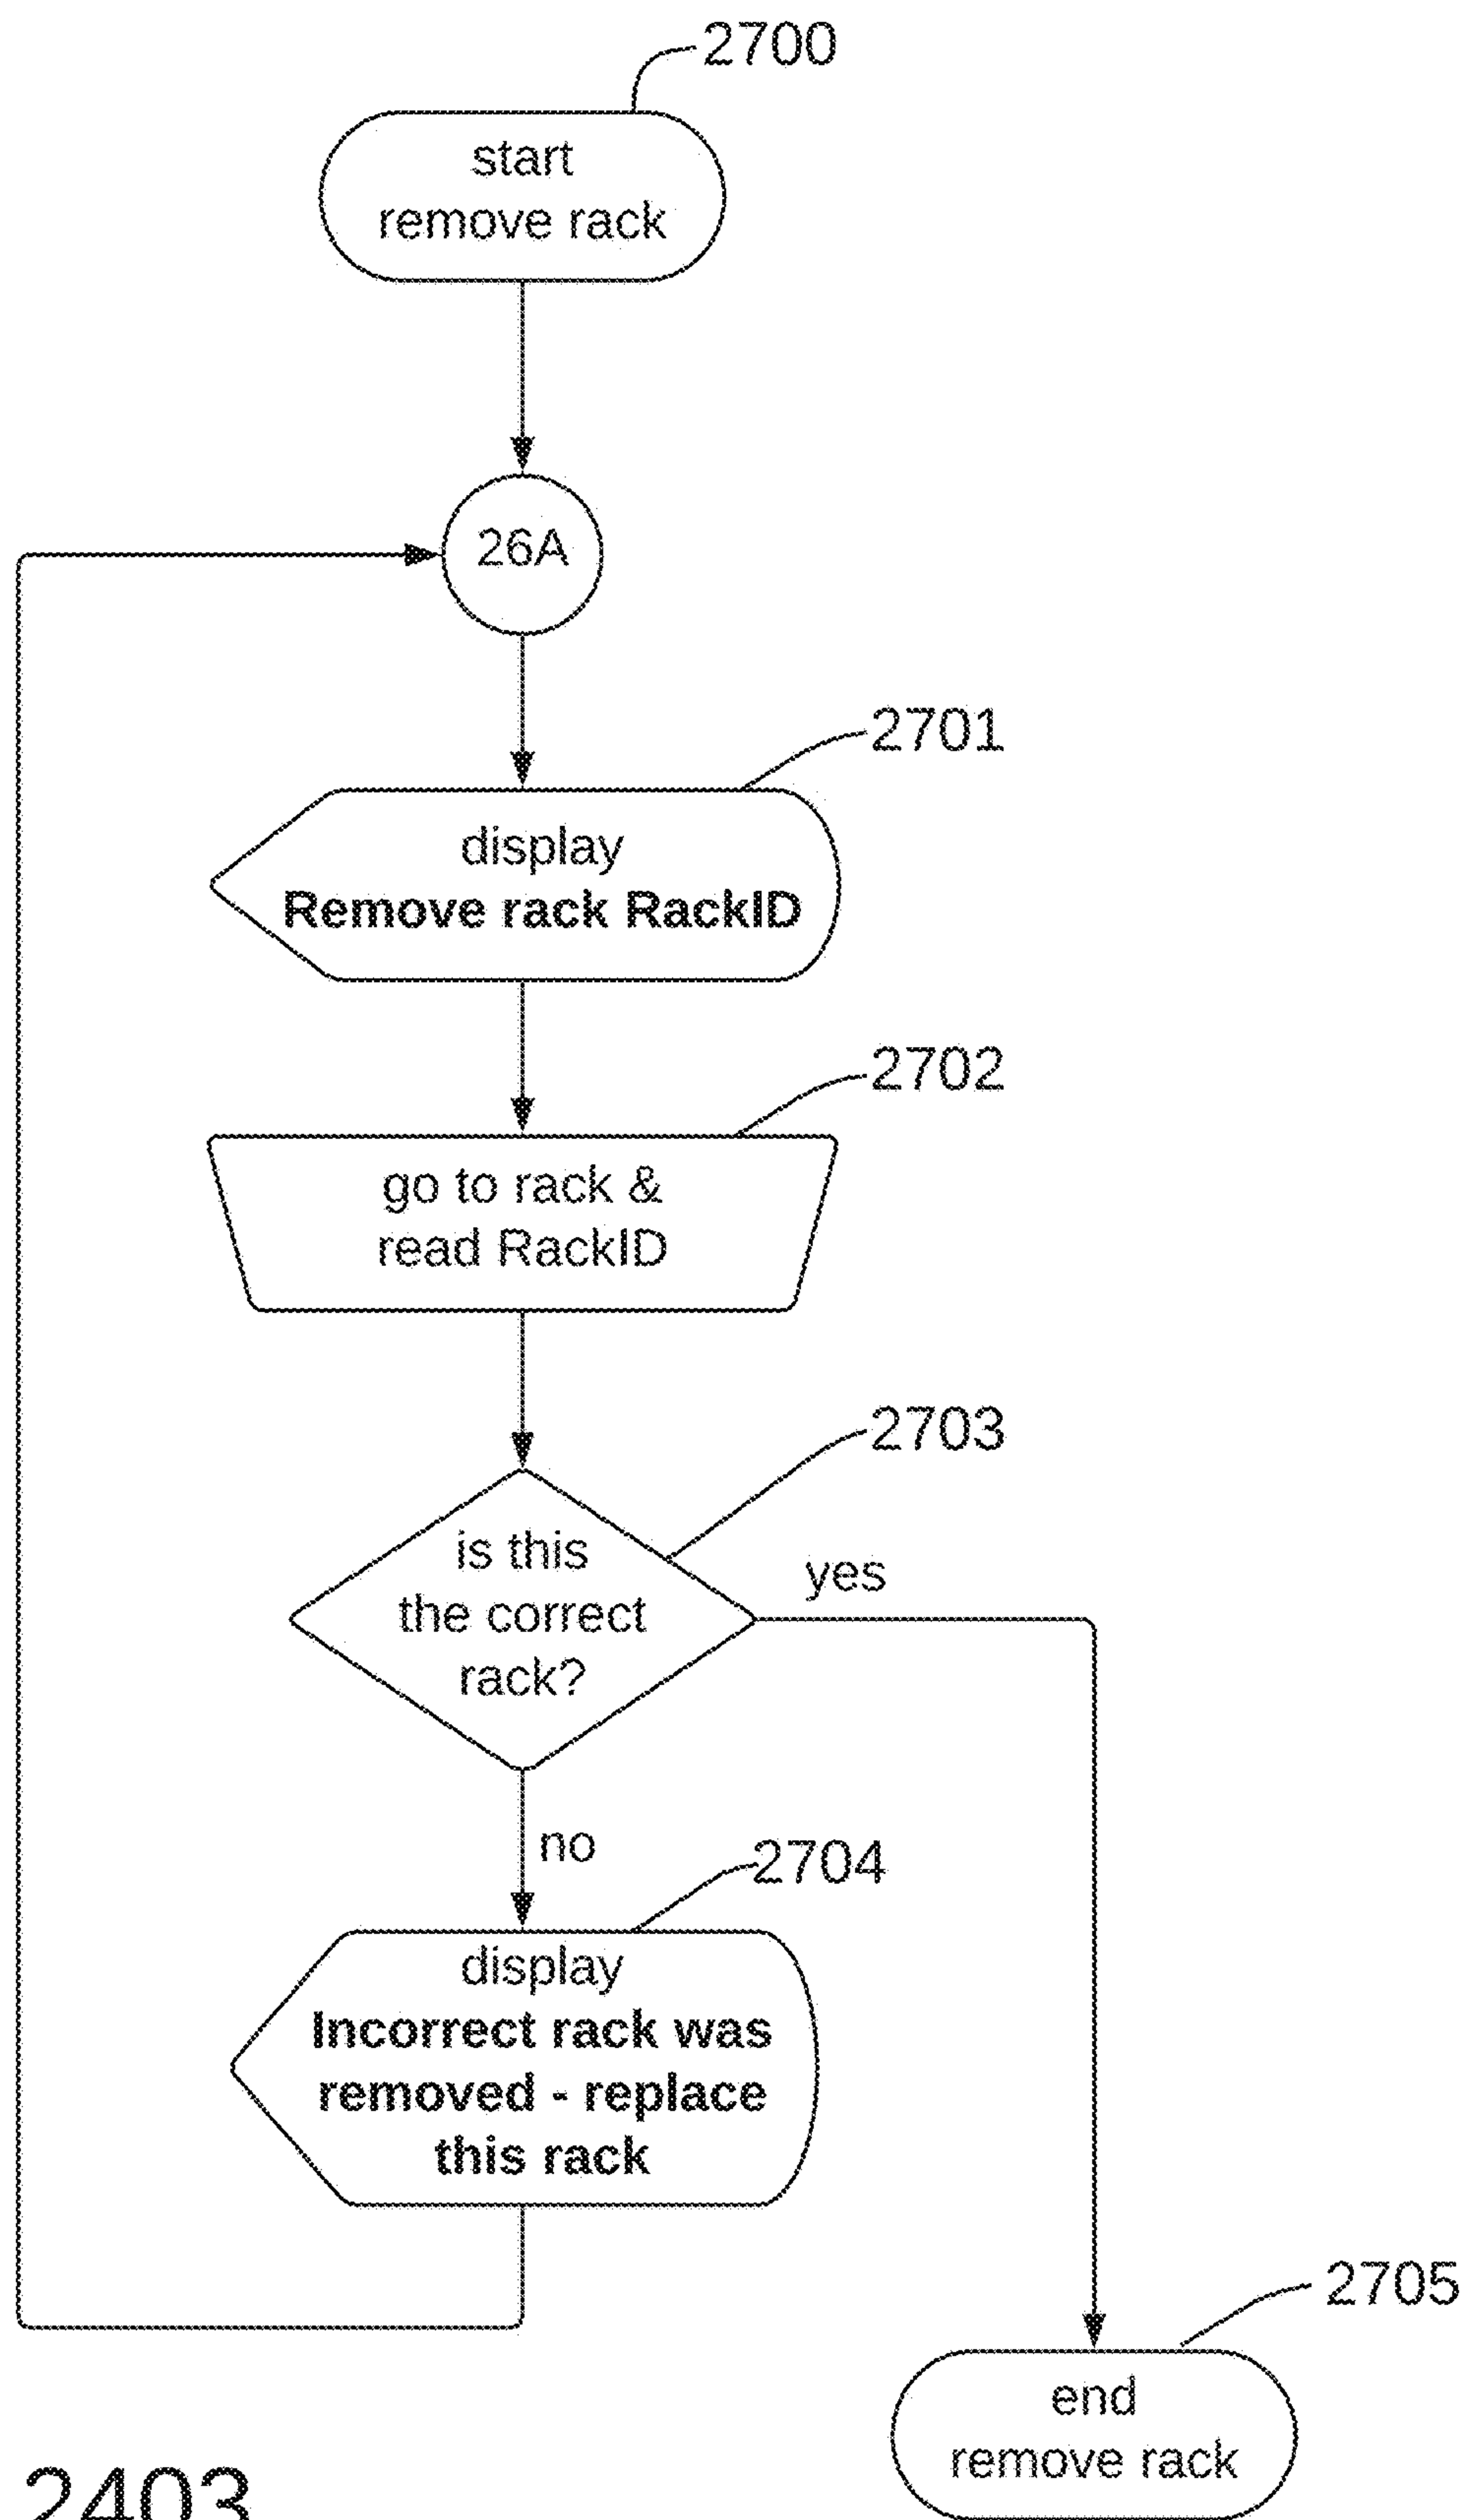 2700
start
remove rack
26A
2701
display
Remove rack RackID
2702
go to rack &
read RackID
2703
is this
the correct
rack?
yes
no
2704
display
Incorrect rack was
removed - replace
this rack
2705
end
remove rack
2403